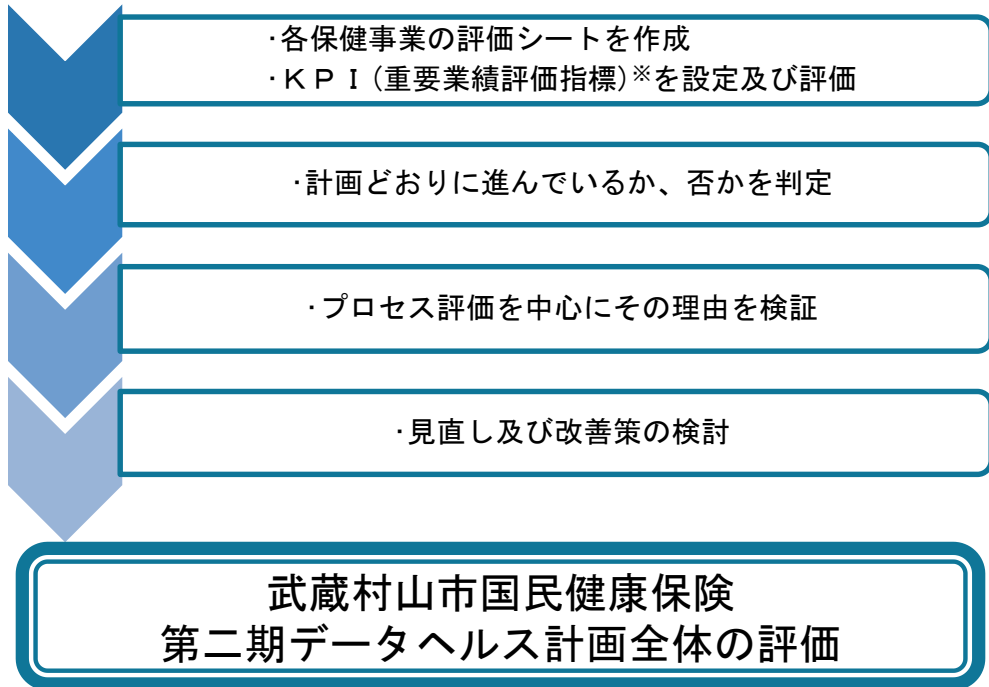 ·各保健事業の評価シートを作成
·ＫＰＩ(重要業績評価指標)※を設定及び評価
·計画どおりに進んでいるか、否かを判定
·プロセス評価を中心にその理由を検証
·見直し及び改善策の検討
武蔵村山市国民健康保険
第二期データヘルス計画全体の評価